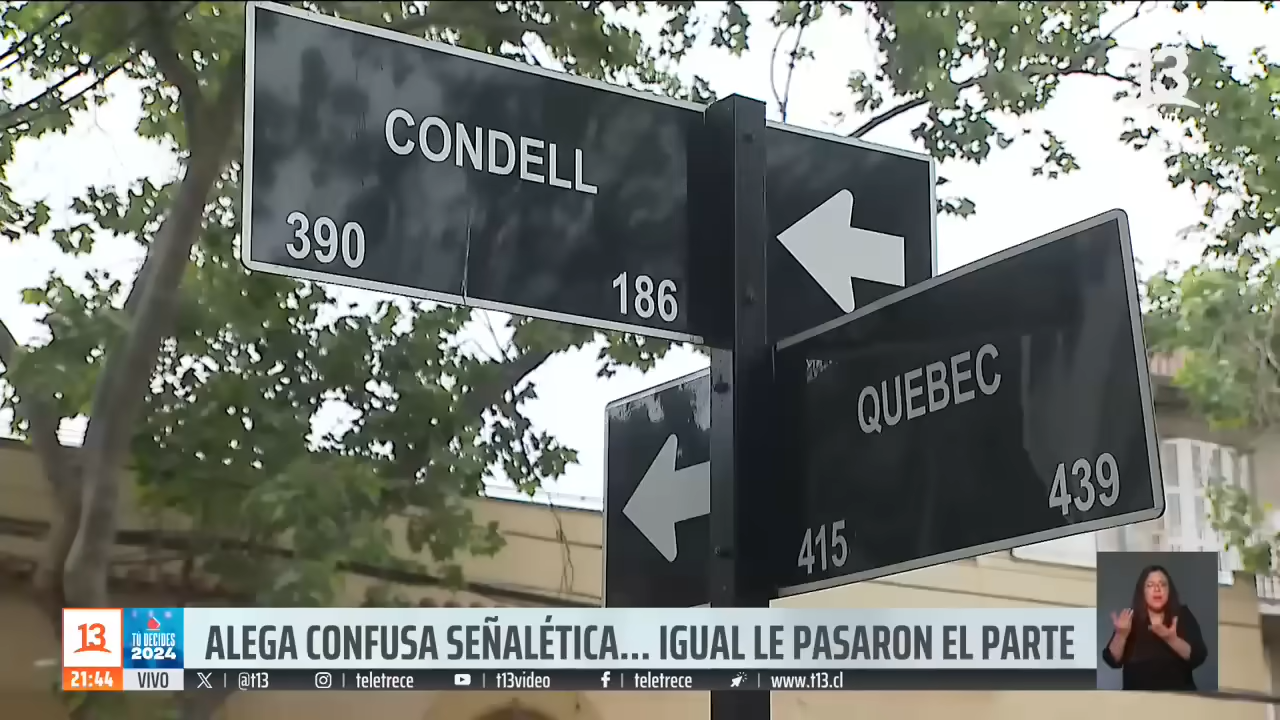 13
CONDELL
390
186
QUEBEC
415
439
13
TÚ DECIDES
2024
ALEGA CONFUSA SEÑALÉTICA... IGUAL LE PASARON EL PARTE
21:44
VIVO
X | @t13
| teletrece
| t13video
f | teletrece
| www.t13.cl